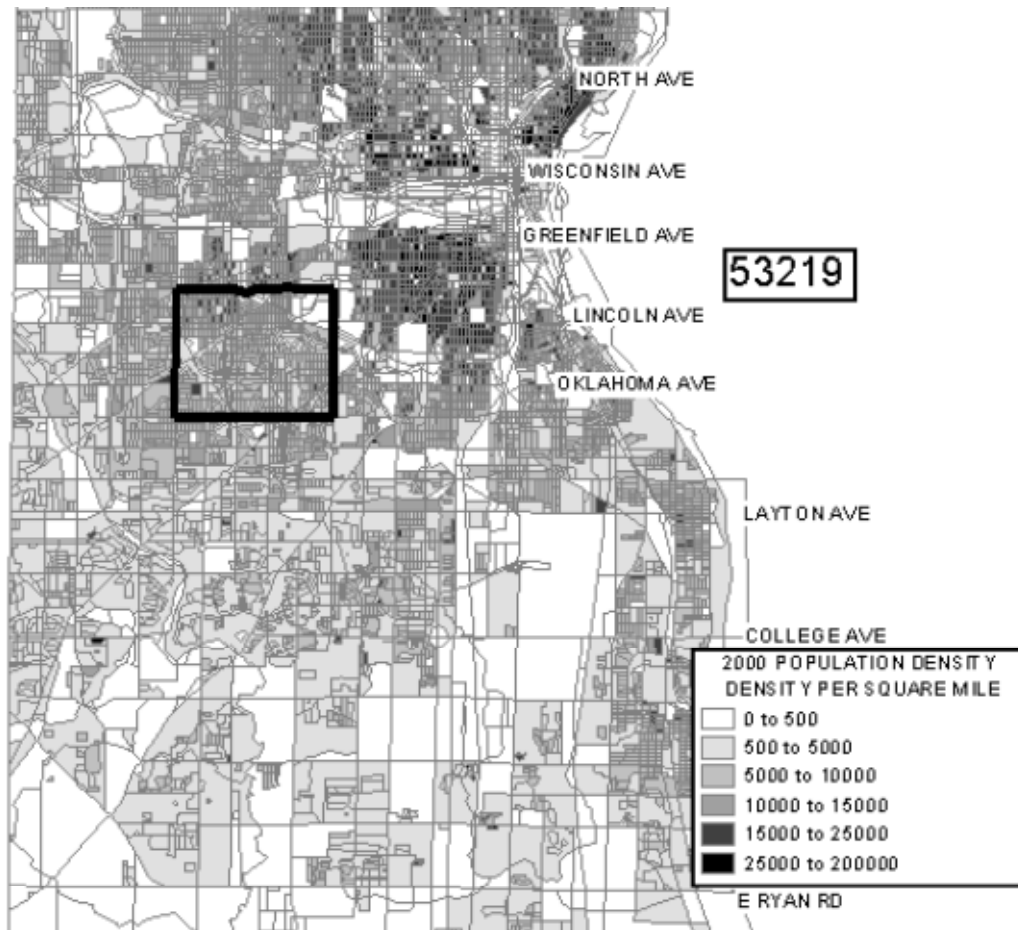 NORTH AVE
WISCONSIN AVE
GREENFIELD AVE
53219
LINCOLN AVE
OKLAHOMA AVE
LAYTON AVE
COLLEGE AVE
2000 POPULATION DENSITY
DENSITY PER SQUARE MILE
0 to 500
500 to 5000
5000 to 10000
10000 to 15000
15000 to 25000
25000 to 200000
E RYAN RD